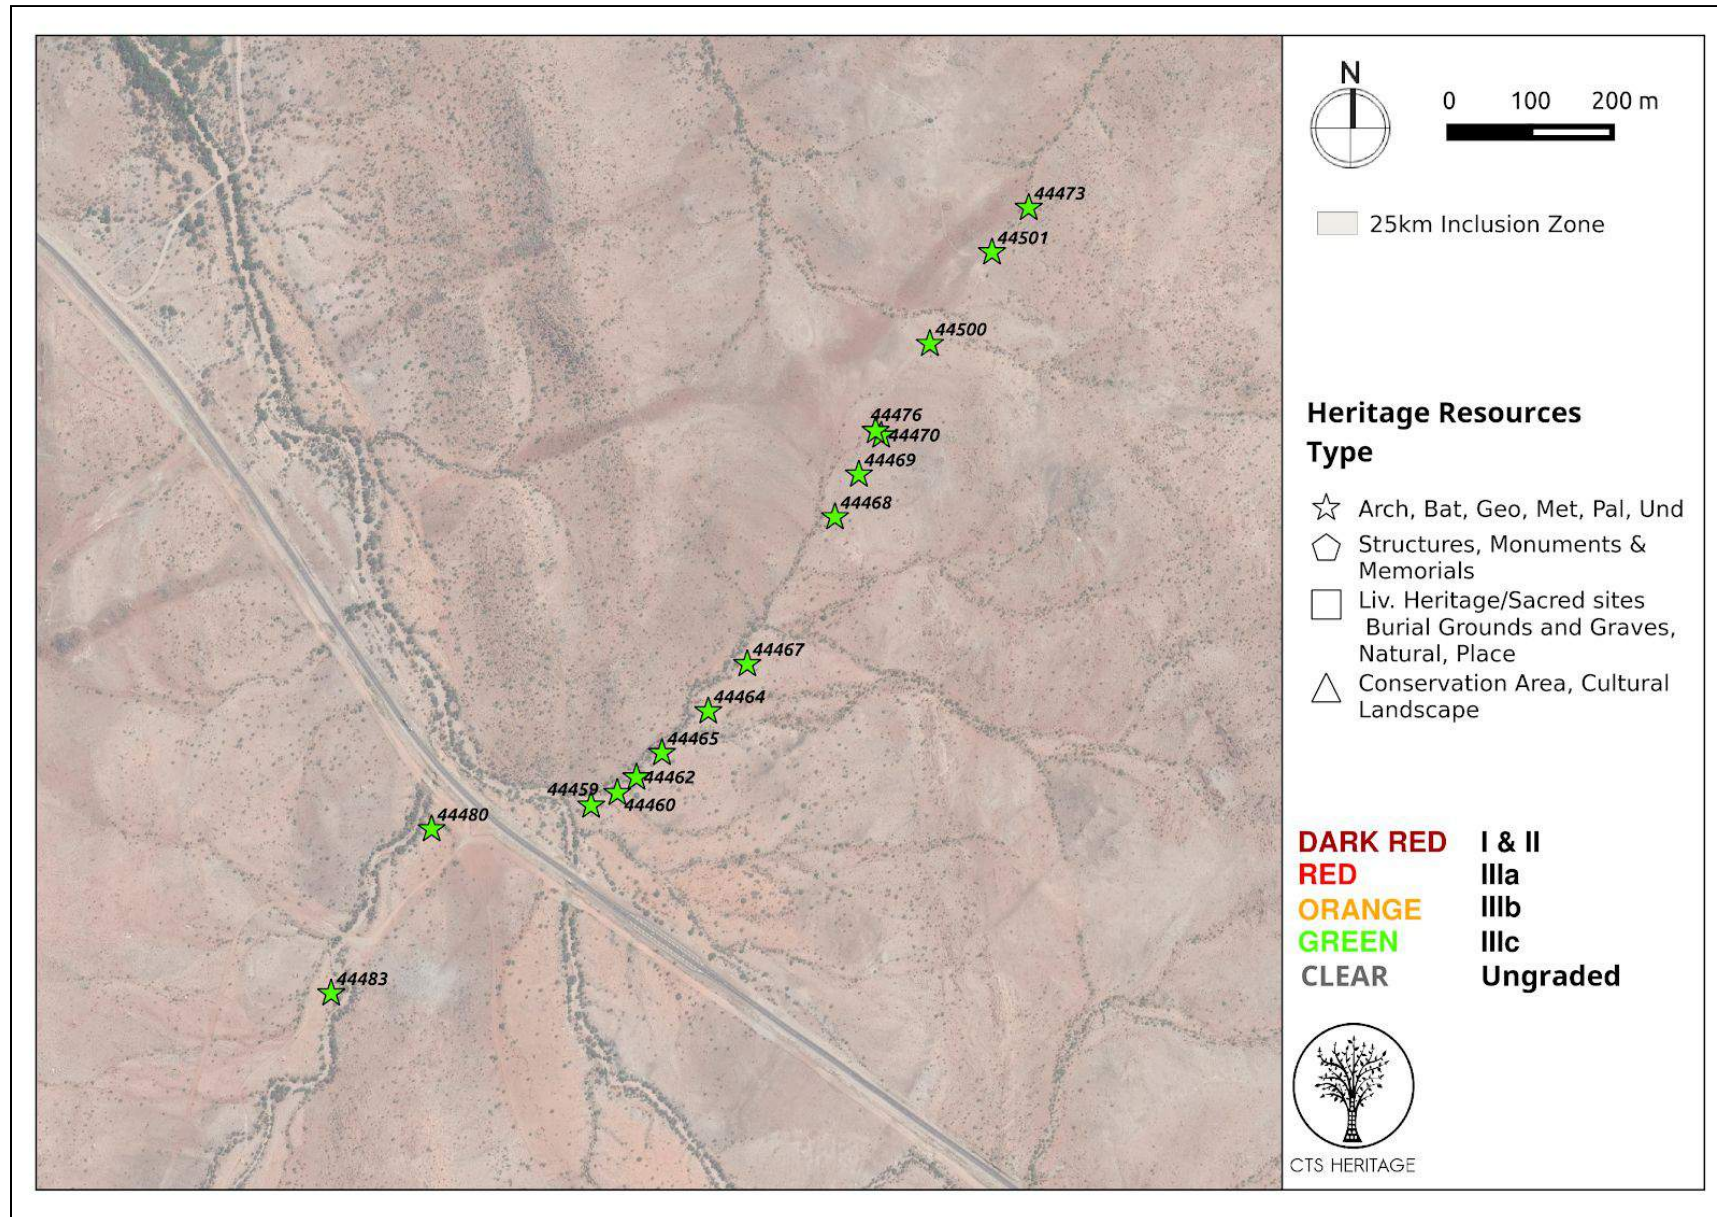 44473
44501
44500
44476
44470
44469
44468
44467
44464
44465
44462
44459
44460
44480
44483
N
0 100 200 m
25km Inclusion Zone
Heritage Resources
Type
Arch, Bat, Geo, Met, Pal, Und
Structures, Monuments &
Memorials
Liv. Heritage/Sacred sites
Burial Grounds and Graves,
Natural, Place
Conservation Area, Cultural
Landscape
DARK RED I & II
RED IIIa
ORANGE IIIb
GREEN IIIc
CLEAR Ungraded
CTS HERITAGE